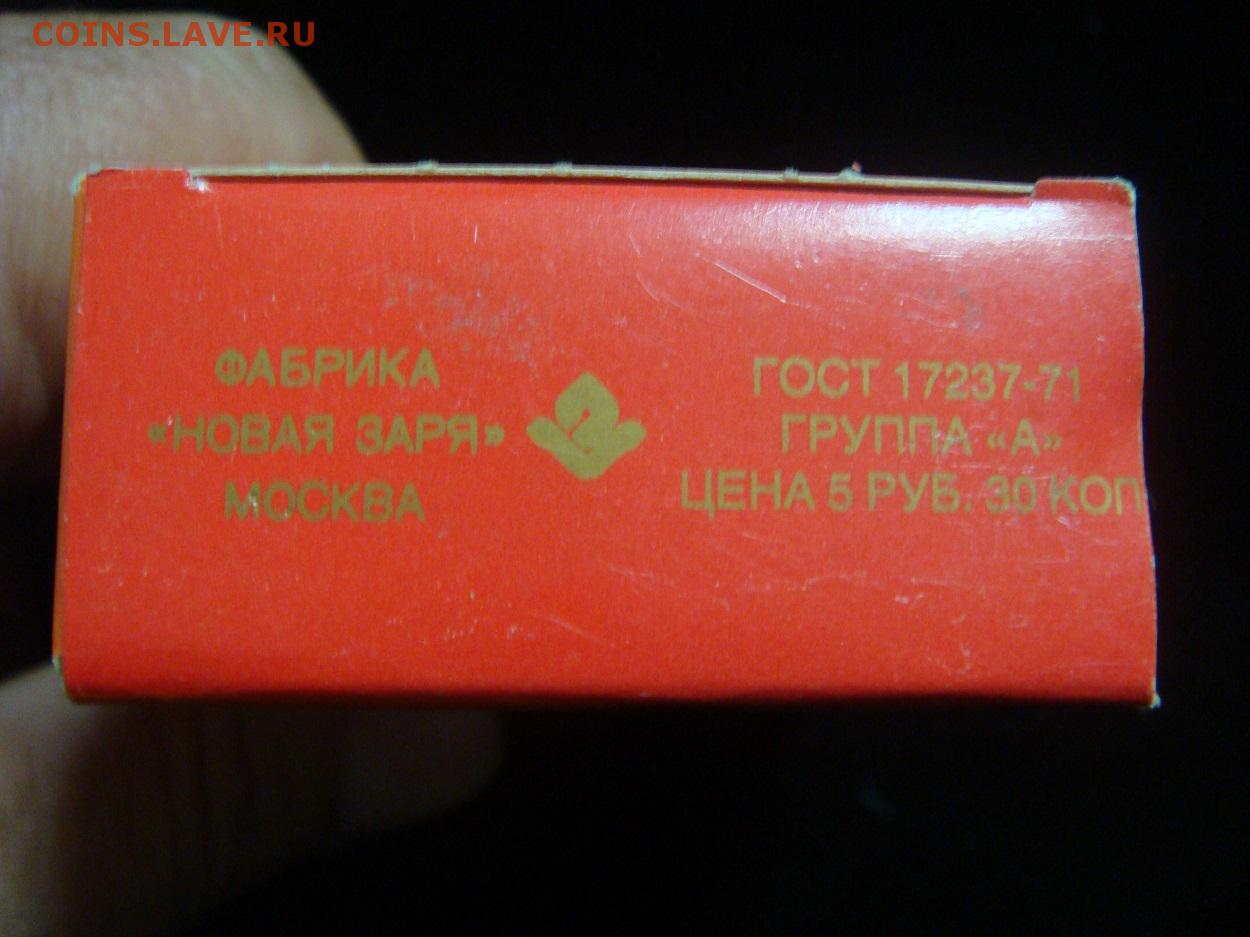 COINS.LAVE.RU
ФАБРИКА
«НОВАЯ ЗАРЯ»
МОСКВА
ГОСТ 17237-71
ГРУППА «А»
ЦЕНА 5 РУБ. 30 КОП